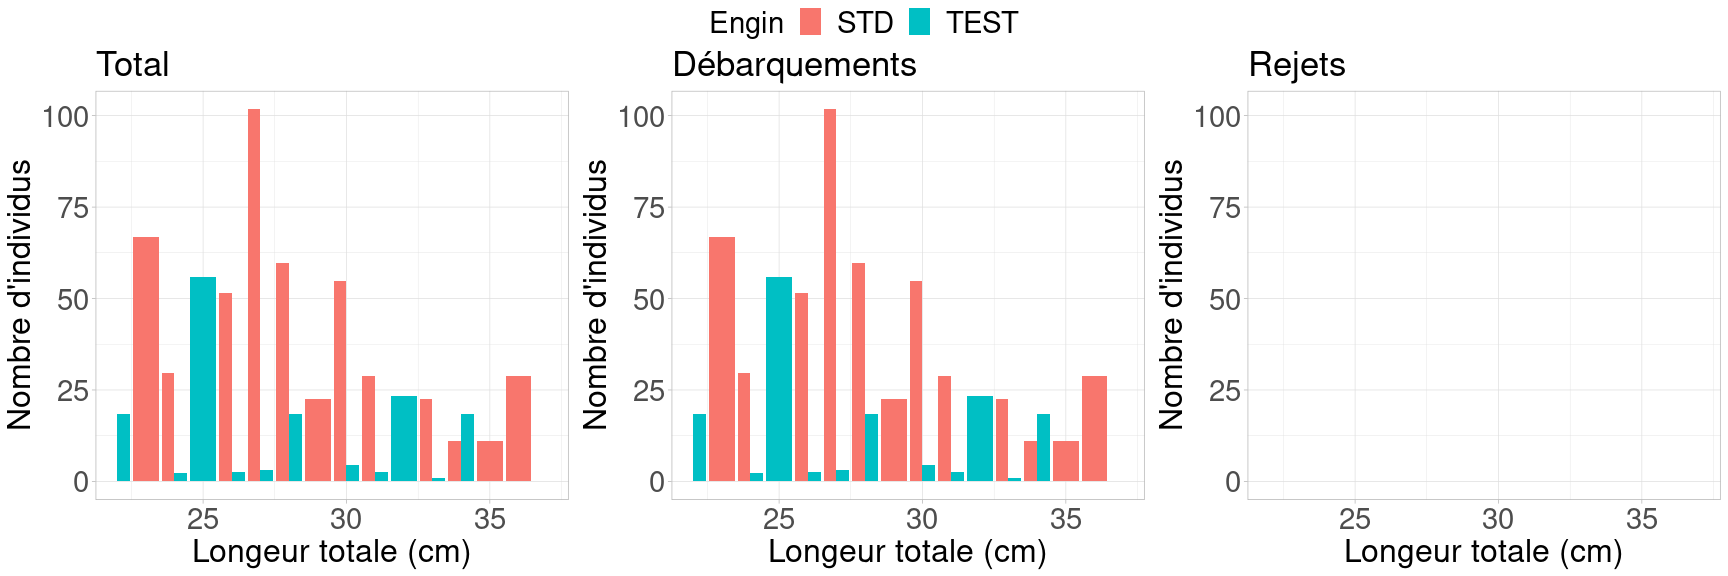 Engin STD TEST
Total
Débarquements
Rejets
Nombre d'individus
100
75
50
25
0
25 30 35
Longeur totale (cm)
Nombre d'individus
100
75
50
25
0
25 30 35
Longeur totale (cm)
Nombre d'individus
100
75
50
25
0
25 30 35
Longeur totale (cm)